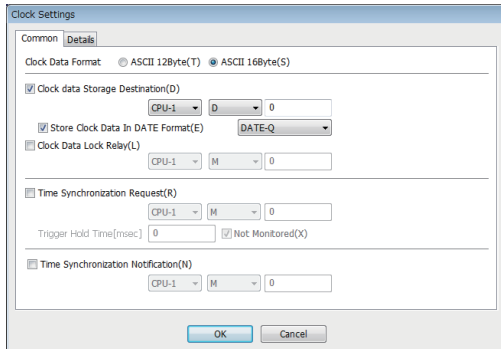 Clock Settings
Common Details
Clock Data Format ASCII 12Byte(T) ASCII 16Byte(S)
Clock data Storage Destination(D)
CPU-1 D 0
Store Clock Data In DATE Format(E) DATE-Q
Clock Data Lock Relay(L)
CPU-1 M 0
Time Synchronization Request(R)
CPU-1 M 0
Trigger Hold Time[msec] 0 Not Monitored(X)
Time Synchronization Notification(N)
CPU-1 M 0
OK Cancel